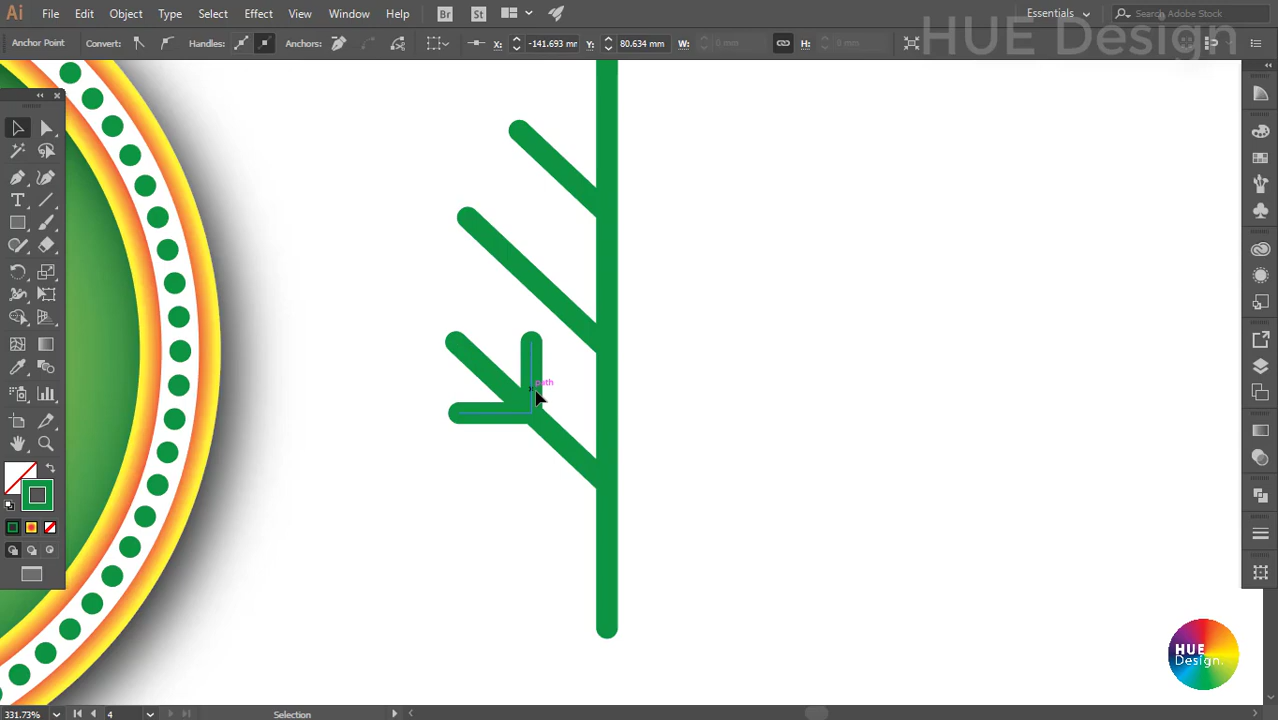 Ai File Edit Object Type Select Effect View Window Help Br St Essentials Search Adobe Stock
HUE Design
Anchor Point Convert: Handles: Anchors: X: -141.693 mm Y: 80.634 mm W: 0 mm H: 0 mm
path
HUE
Design.
331.73% 4 Selection